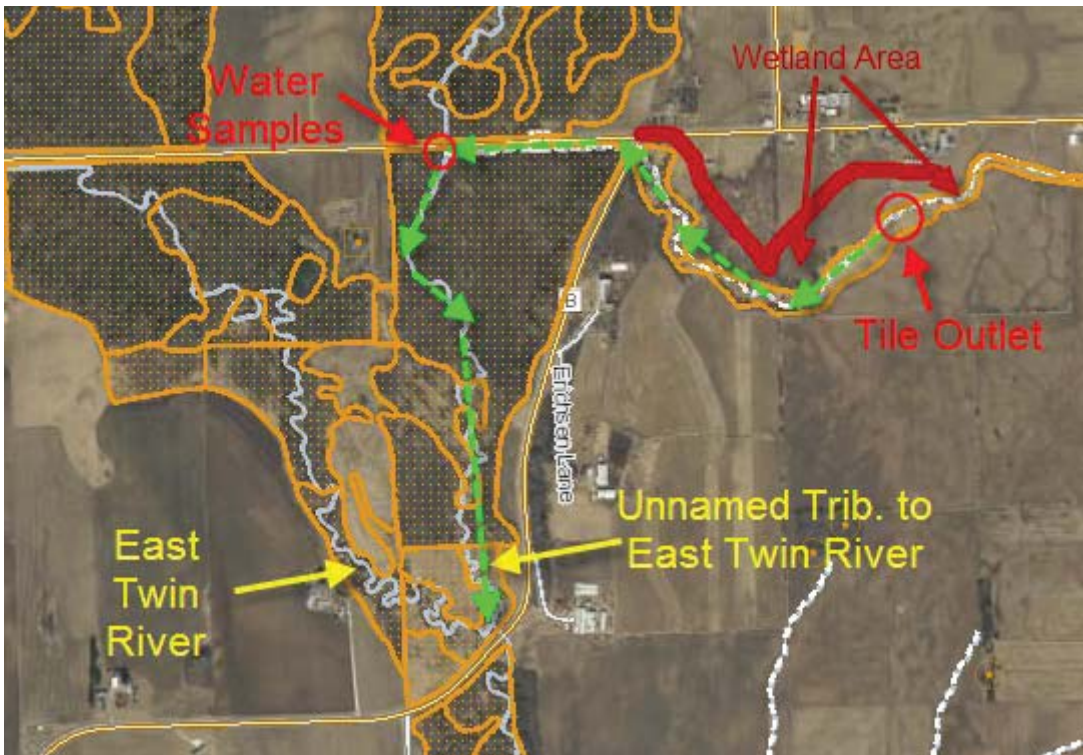 Wetland Area
Water
Samples
Tile Outlet
B
Erichsen Lane
Unnamed Trib. to
East Twin River
East
Twin
River